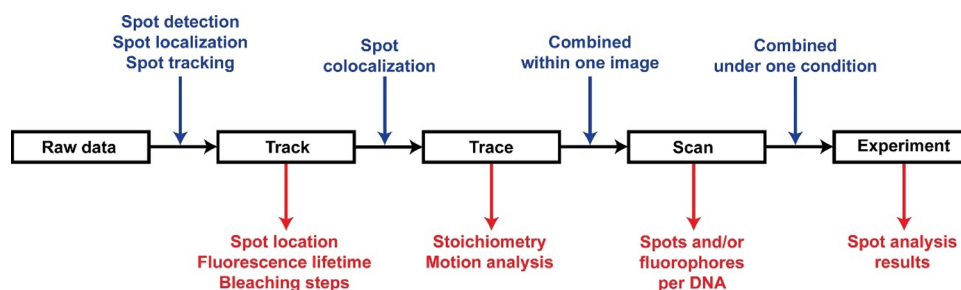 Spot detection
Spot localization
Spot tracking
Spot
colocalization
Combined
within one image
Combined
under one condition
Raw data
Track
Trace
Scan
Experiment
Spot location
Fluorescence lifetime
Bleaching steps
Stoichiometry
Motion analysis
Spots and/or
fluorophores
per DNA
Spot analysis
results